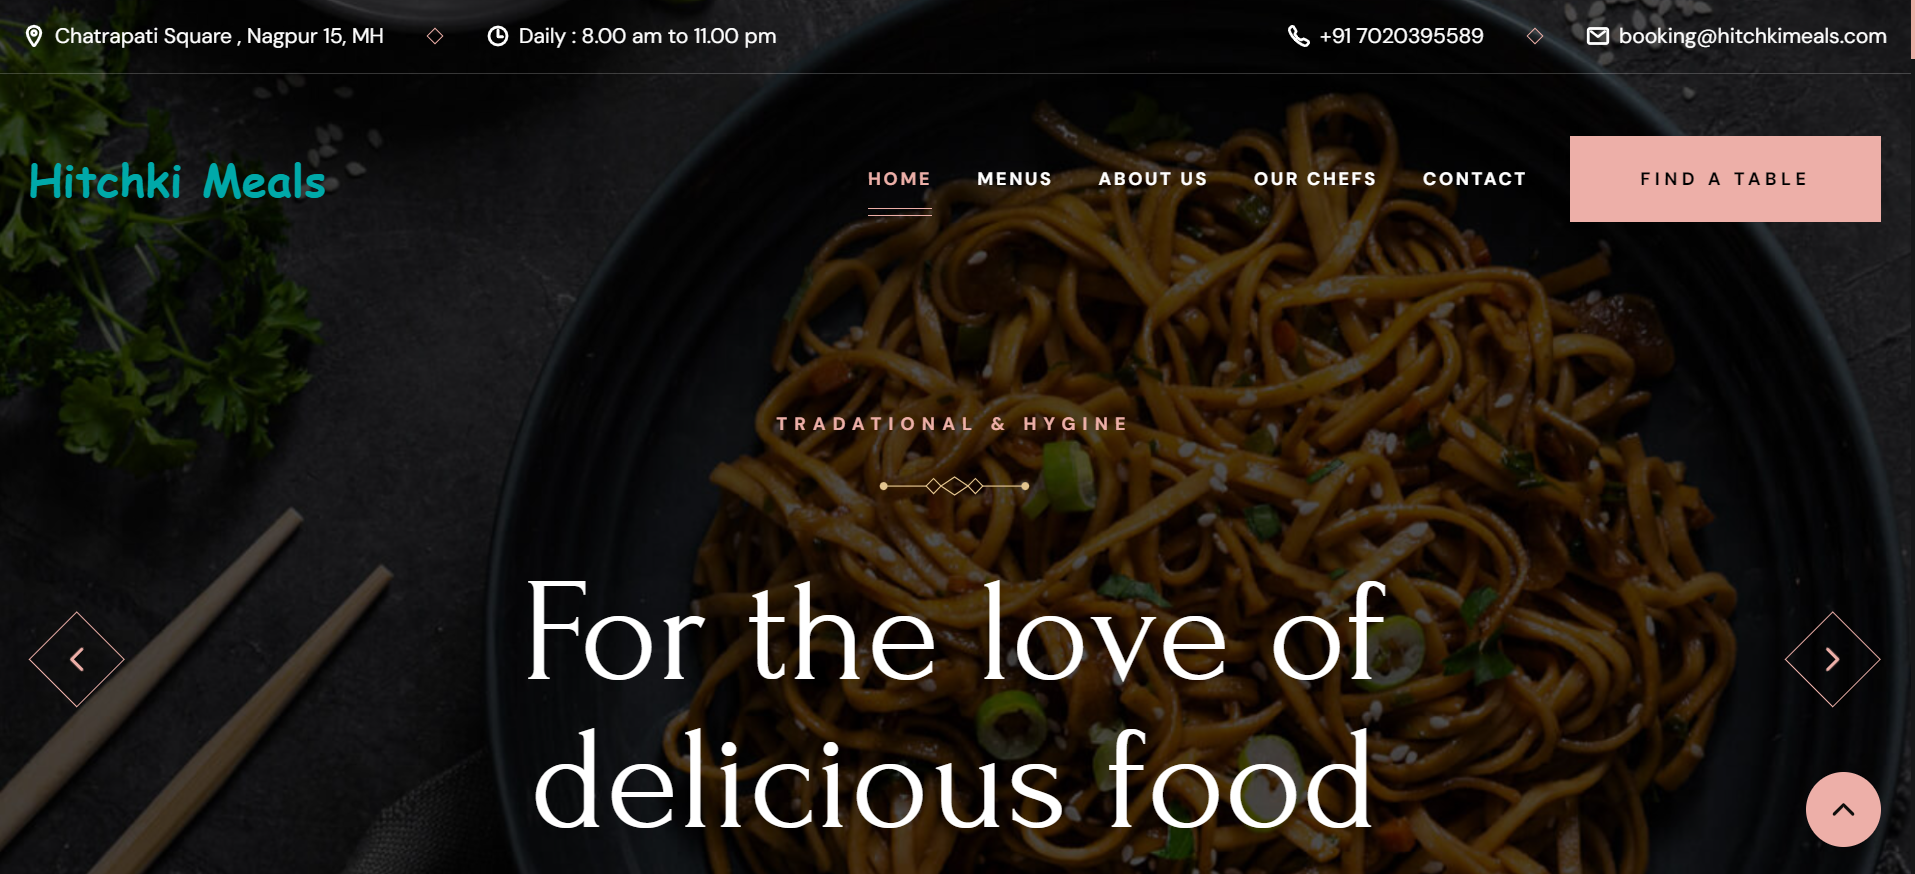 Chatrapati Square , Nagpur 15, MH
Daily : 8.00 am to 11.00 pm
+91 7020395589
booking@hitchkimeals.com
Hitchki Meals
HOME
MENUS
ABOUT US
OUR CHEFS
CONTACT
FIND A TABLE
TRADATIONAL & HYGINE
For the love of
delicious food